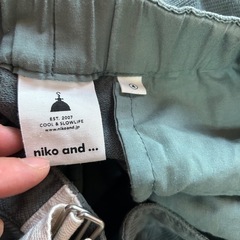 EST. 2007
COOL & SLOWLIFE
www.nikoand.jp
niko and ...